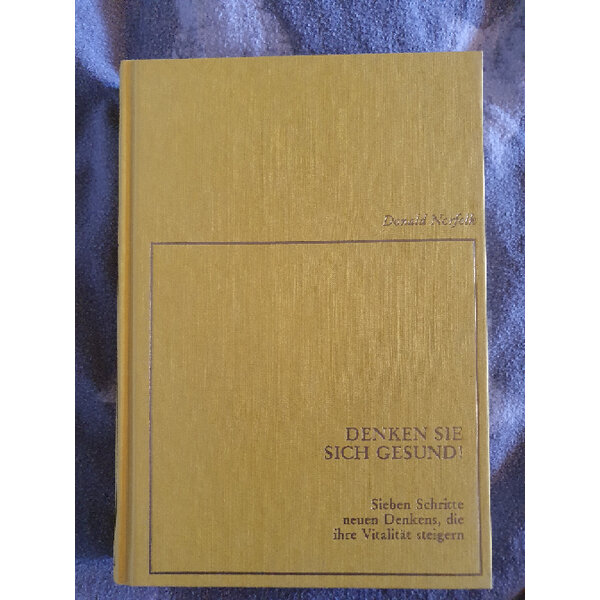 Donald Norfolk
DENKEN SIE
SICH GESUND!
Sieben Schritte
neuen Denkens, die
ihre Vitalität steigern